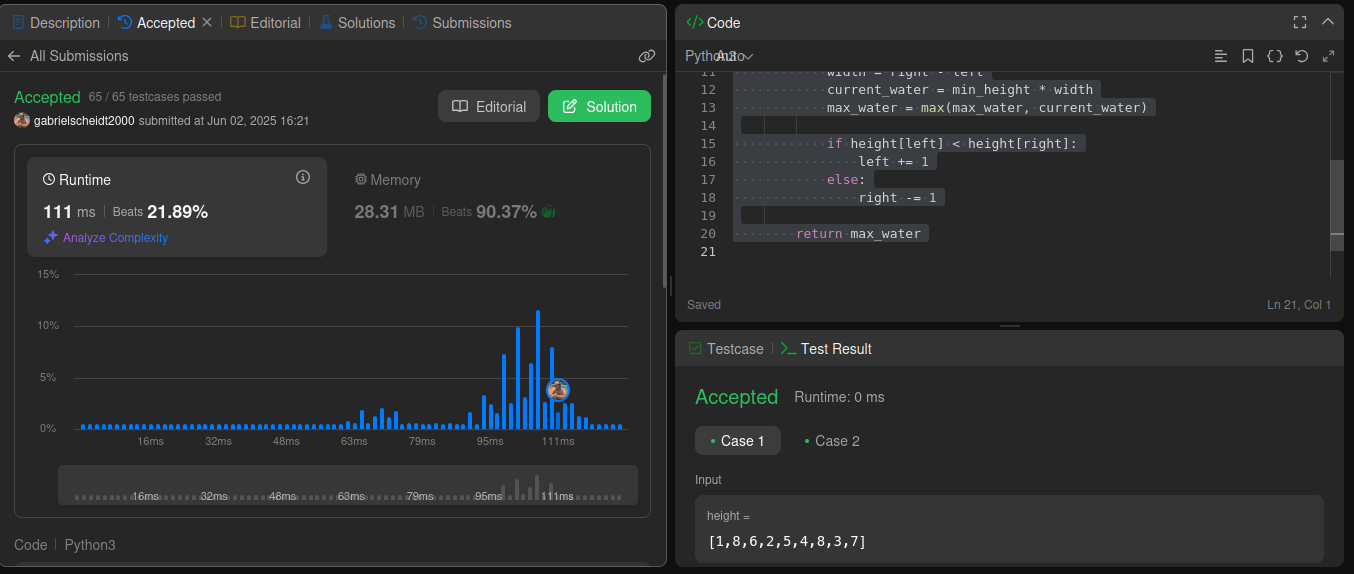 Description Accepted Editorial Solutions Submissions
All Submissions
Accepted 65 / 65 testcases passed
gabrielscheidt2000 submitted at Jun 02, 2025 16:21
Editorial Solution
Runtime
111 ms Beats 21.89%
Analyze Complexity
Memory
28.31 MB Beats 90.37%
15%
10%
5%
0%
16ms 32ms 48ms 63ms 79ms 95ms 111ms
16ms 32ms 48ms 63ms 79ms 95ms 111ms
Code Python3
</> Code
Python3 Auto
11 width = right - left
12 current_water = min_height * width
13 max_water = max(max_water, current_water)
14
15 if height[left] < height[right]:
16 left += 1
17 else:
18 right -= 1
19
20 return max_water
21
Saved Ln 21, Col 1
Testcase >_ Test Result
Accepted Runtime: 0 ms
• Case 1 • Case 2
Input
height =
[1,8,6,2,5,4,8,3,7]